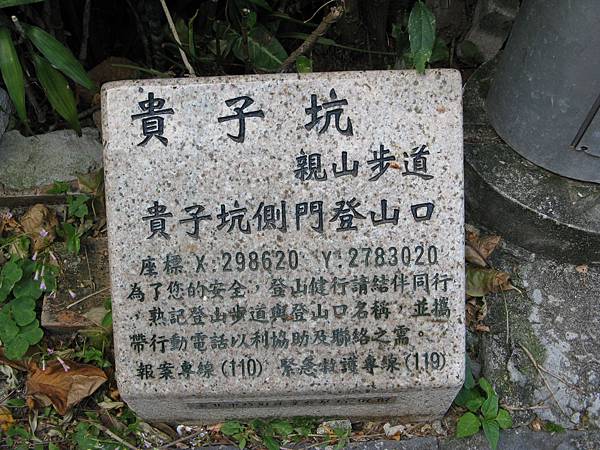 貴子坑
親山步道
貴子坑側門登山口
座標 X:298620 Y:2783020
為了您的安全，登山健行請結伴同行
，熟記登山步道與登山口名稱，並攜
帶行動電話以利協助及聯絡之需。
報案專線(110) 緊急救護專線(119)